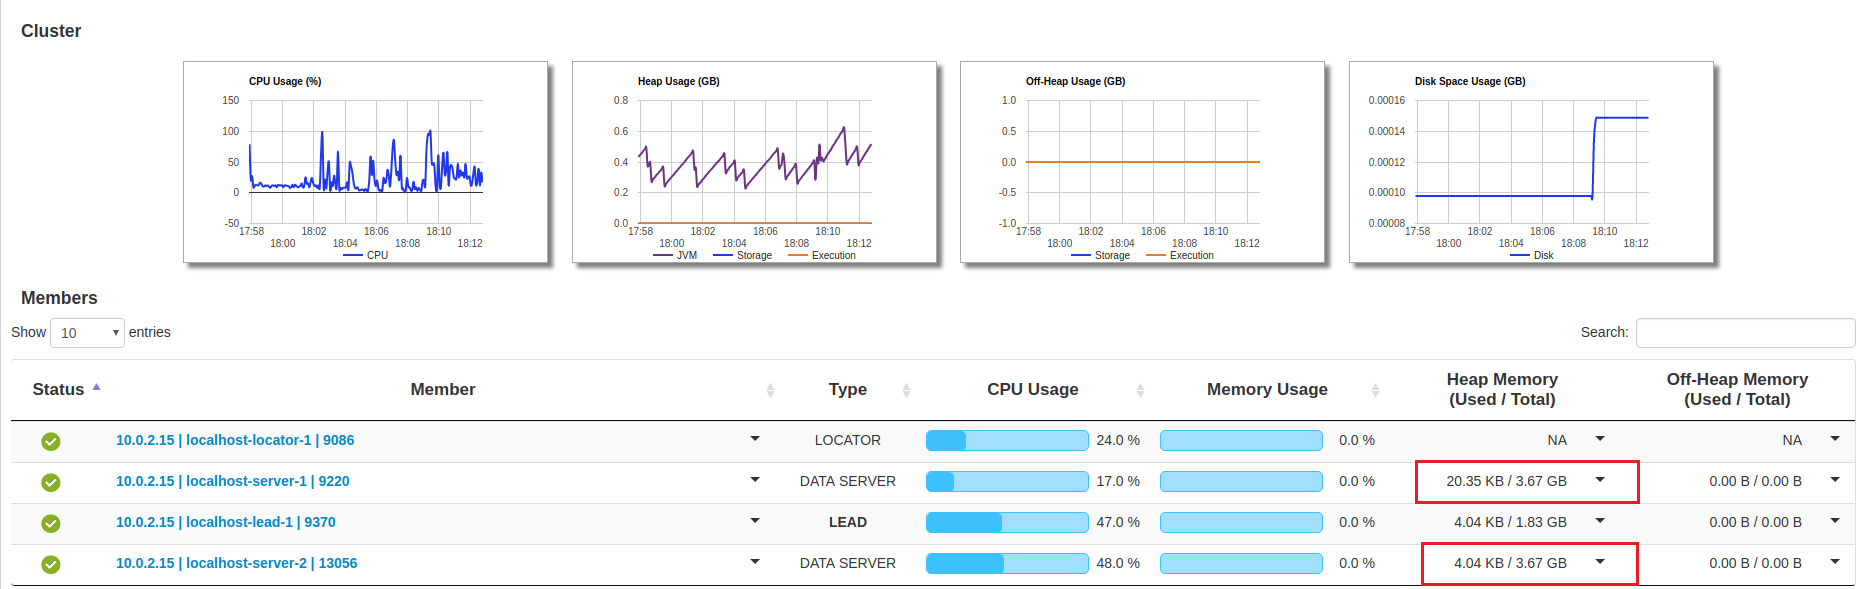 Cluster
CPU Usage (%)
150
100
50
0
-50
17:58 18:02 18:06 18:10
18:00 18:04 18:08 18:12
CPU
Heap Usage (GB)
0.8
0.6
0.4
0.2
0.0
17:58 18:02 18:06 18:10
18:00 18:04 18:08 18:12
JVM Storage Execution
Off-Heap Usage (GB)
1.0
0.5
0.0
-0.5
-1.0
17:58 18:02 18:06 18:10
18:00 18:04 18:08 18:12
Storage Execution
Disk Space Usage (GB)
0.00016
0.00014
0.00012
0.00010
0.00008
17:58 18:02 18:06 18:10
18:00 18:04 18:08 18:12
Disk
Members
Show 10 entries Search:
Status Member Type CPU Usage Memory Usage Heap Memory (Used / Total) Off-Heap Memory (Used / Total)
10.0.2.15 | localhost-locator-1 | 9086 LOCATOR 24.0 % 0.0 % NA NA
10.0.2.15 | localhost-server-1 | 9220 DATA SERVER 17.0 % 0.0 % 20.35 KB / 3.67 GB 0.00 B / 0.00 B
10.0.2.15 | localhost-lead-1 | 9370 LEAD 47.0 % 0.0 % 4.04 KB / 1.83 GB 0.00 B / 0.00 B
10.0.2.15 | localhost-server-2 | 13056 DATA SERVER 48.0 % 0.0 % 4.04 KB / 3.67 GB 0.00 B / 0.00 B